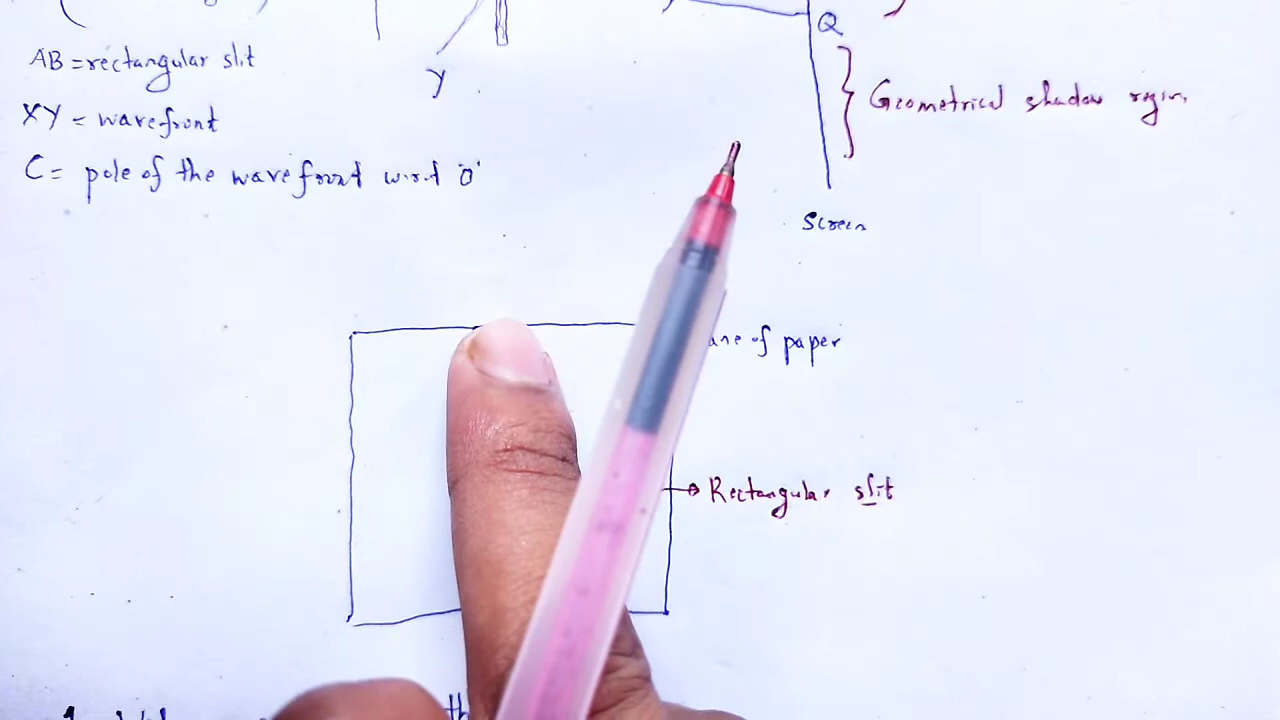 Q
AB = rectangular slit
Y
Geometrical shadow region
XY = wavefront
C = pole of the wavefront w.r.t 'O'
Screen
of paper
Rectangular slit